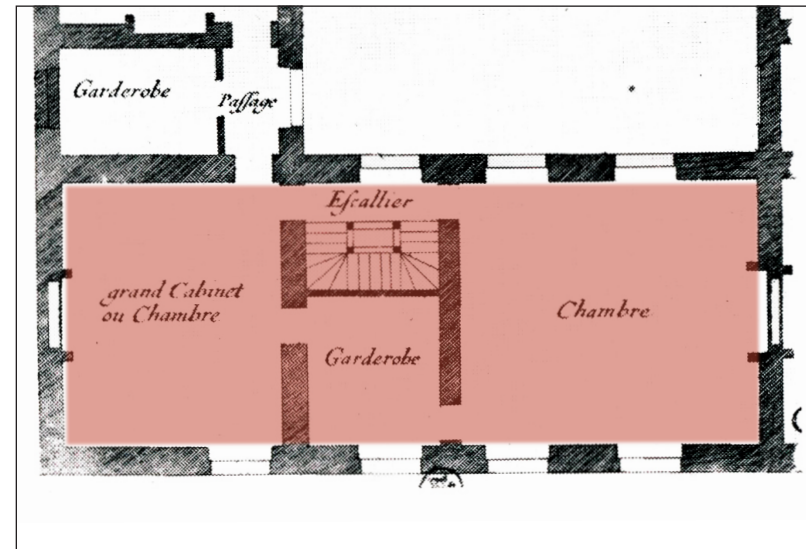 Garderobe
Paſſage
Eſcallier
grand Cabinet
ou Chambre
Chambre
Garderobe